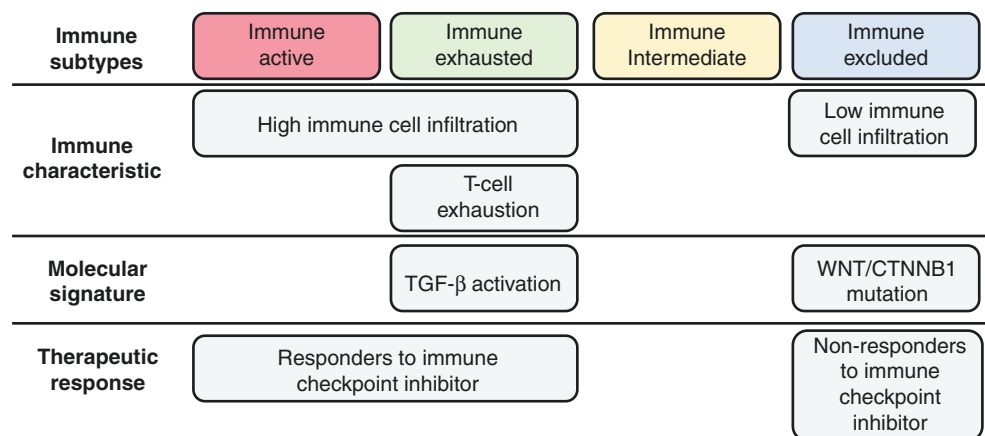 Immune
subtypes
Immune
active
Immune
exhausted
Immune
Intermediate
Immune
excluded
Immune
characteristic
High immune cell infiltration
Low immune
cell infiltration
T-cell
exhaustion
Molecular
signature
TGF-β activation
WNT/CTNNB1
mutation
Therapeutic
response
Responders to immune
checkpoint inhibitor
Non-responders
to immune
checkpoint
inhibitor